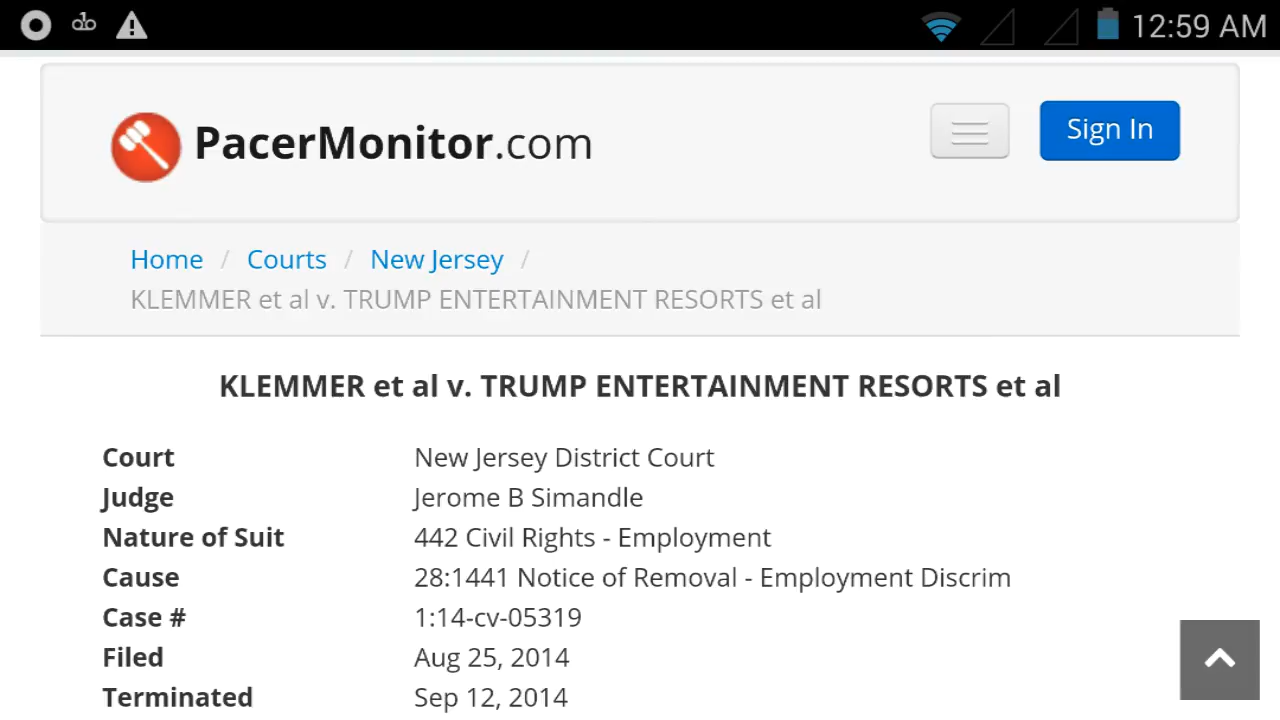 12:59 AM
PacerMonitor.com
Sign In
Home / Courts / New Jersey /
KLEMMER et al v. TRUMP ENTERTAINMENT RESORTS et al
KLEMMER et al v. TRUMP ENTERTAINMENT RESORTS et al
Court New Jersey District Court
Judge Jerome B Simandle
Nature of Suit 442 Civil Rights - Employment
Cause 28:1441 Notice of Removal - Employment Discrim
Case # 1:14-cv-05319
Filed Aug 25, 2014
Terminated Sep 12, 2014